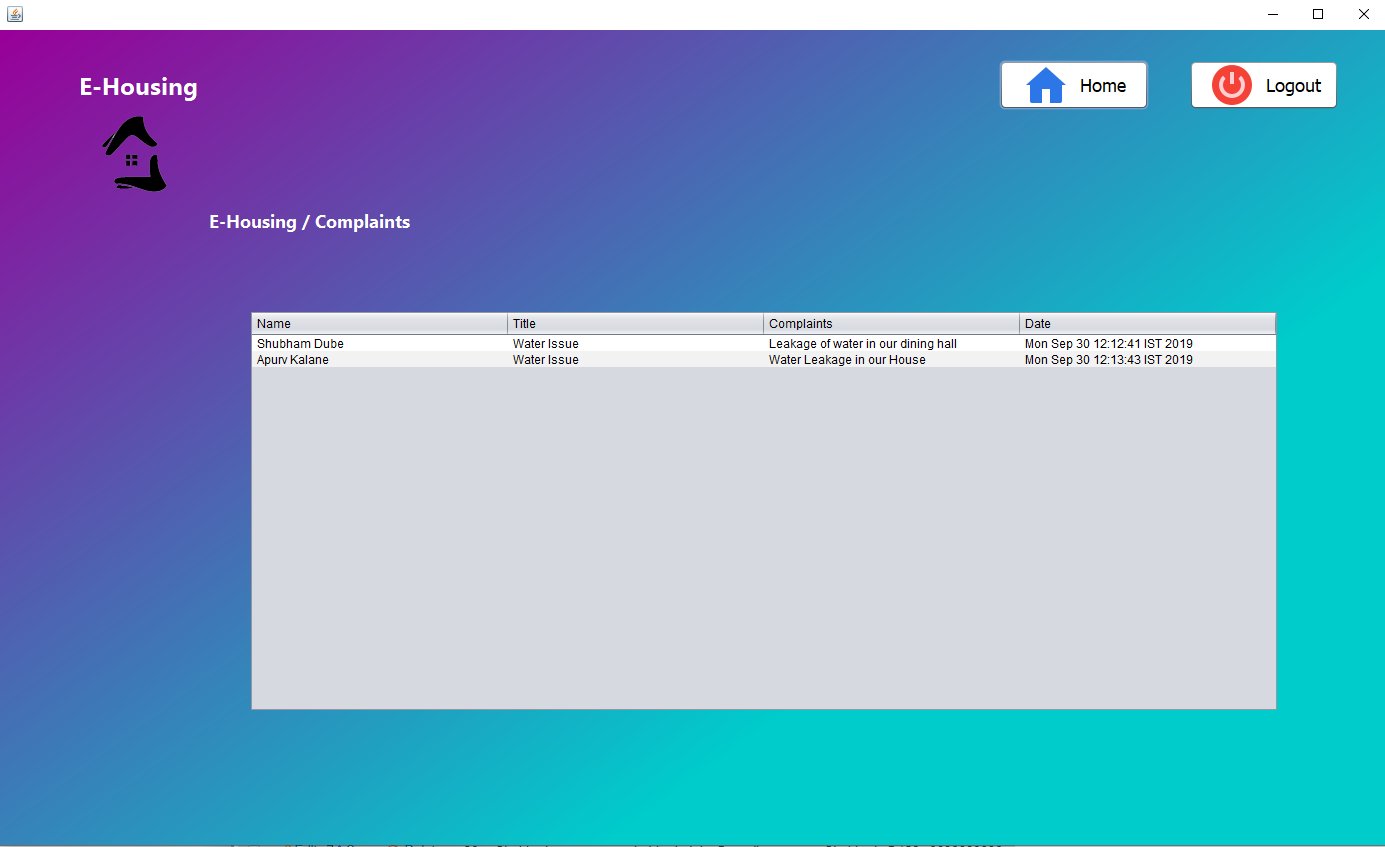 E-Housing
Home
Logout
E-Housing / Complaints
Name Title Complaints Date
Shubham Dube Water Issue Leakage of water in our dining hall Mon Sep 30 12:12:41 IST 2019
Apurv Kalane Water Issue Water Leakage in our House Mon Sep 30 12:13:43 IST 2019